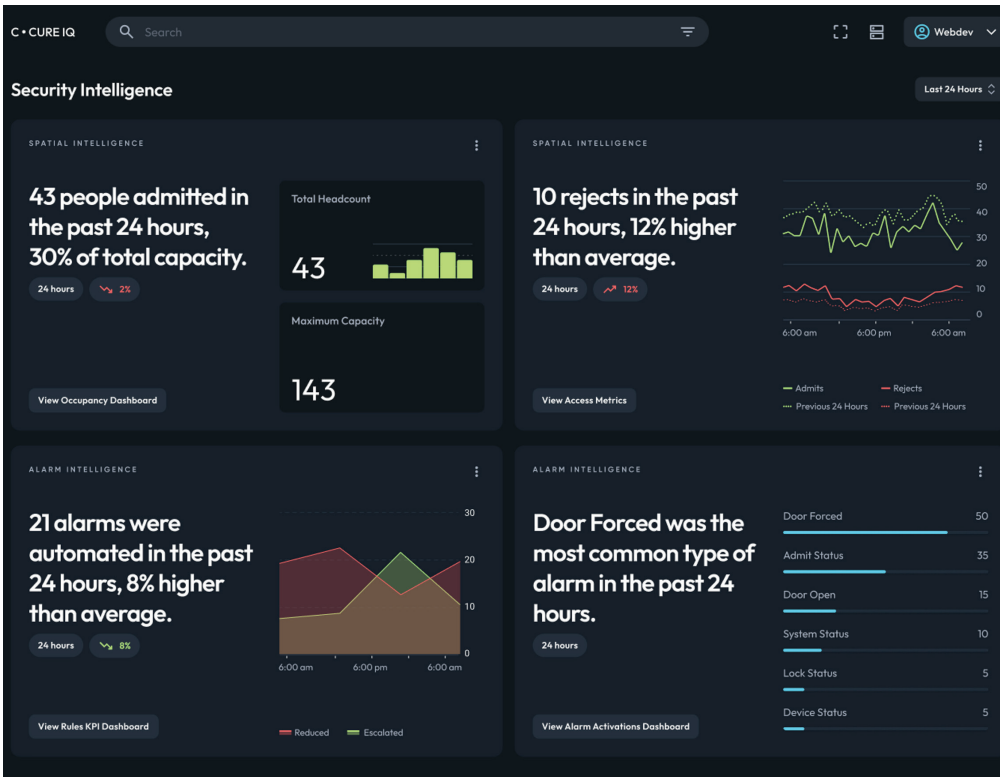 C•CURE IQ
Search
Webdev
Security Intelligence
Last 24 Hours
SPATIAL INTELLIGENCE
43 people admitted in
the past 24 hours,
30% of total capacity.
24 hours
2%
View Occupancy Dashboard
Total Headcount
43
Maximum Capacity
143
SPATIAL INTELLIGENCE
10 rejects in the past
24 hours, 12% higher
than average.
24 hours
12%
View Access Metrics
50
40
30
20
10
0
6:00 am 6:00 pm 6:00 am
Admits Rejects
Previous 24 Hours Previous 24 Hours
ALARM INTELLIGENCE
21 alarms were
automated in the past
24 hours, 8% higher
than average.
24 hours
8%
View Rules KPI Dashboard
30
20
10
0
6:00 am 6:00 pm 6:00 am
Reduced Escalated
ALARM INTELLIGENCE
Door Forced was the
most common type of
alarm in the past 24
hours.
24 hours
View Alarm Activations Dashboard
Door Forced 50
Admit Status 35
Door Open 15
System Status 10
Lock Status 5
Device Status 5